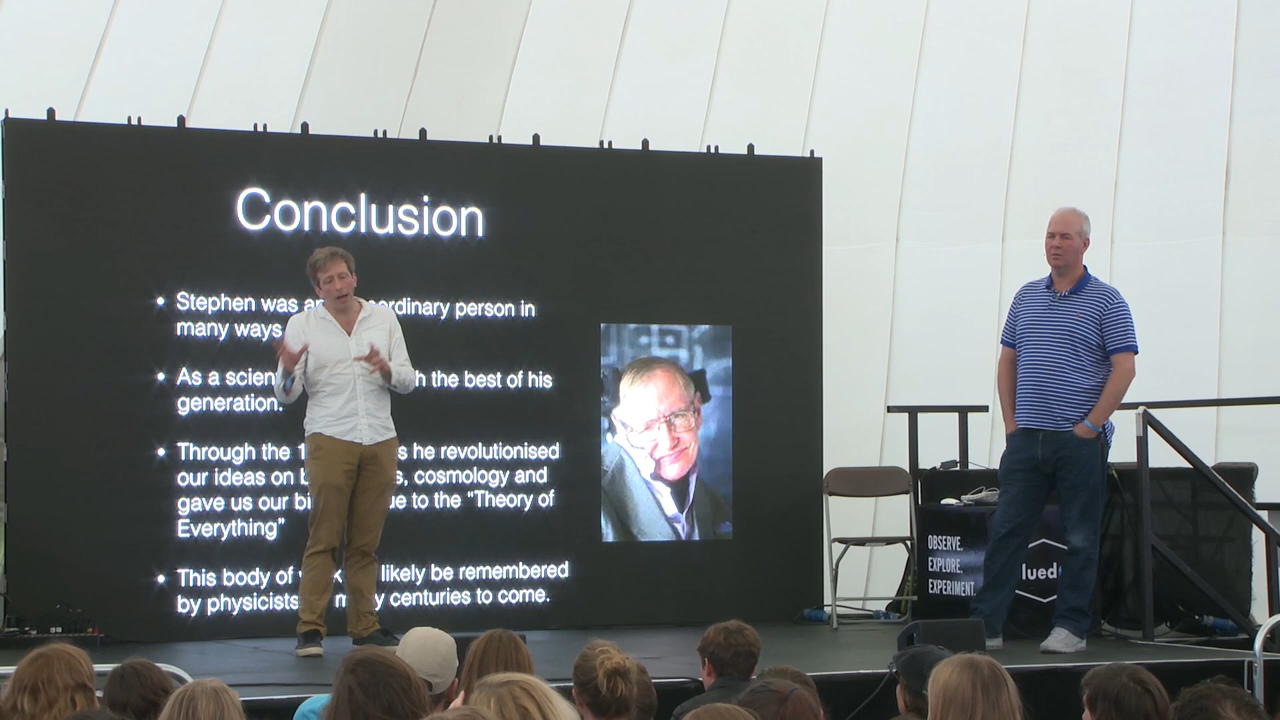 Conclusion
• Stephen was an ordinary person in
many ways
• As a scien h the best of his
generation.
• Through the 1 s he revolutionised
our ideas on b s, cosmology and
gave us our bi ue to the “Theory of
Everything”
• This body of w k likely be remembered
by physicists m y centuries to come.
OBSERVE.
EXPLORE.
EXPERIMENT.
lued